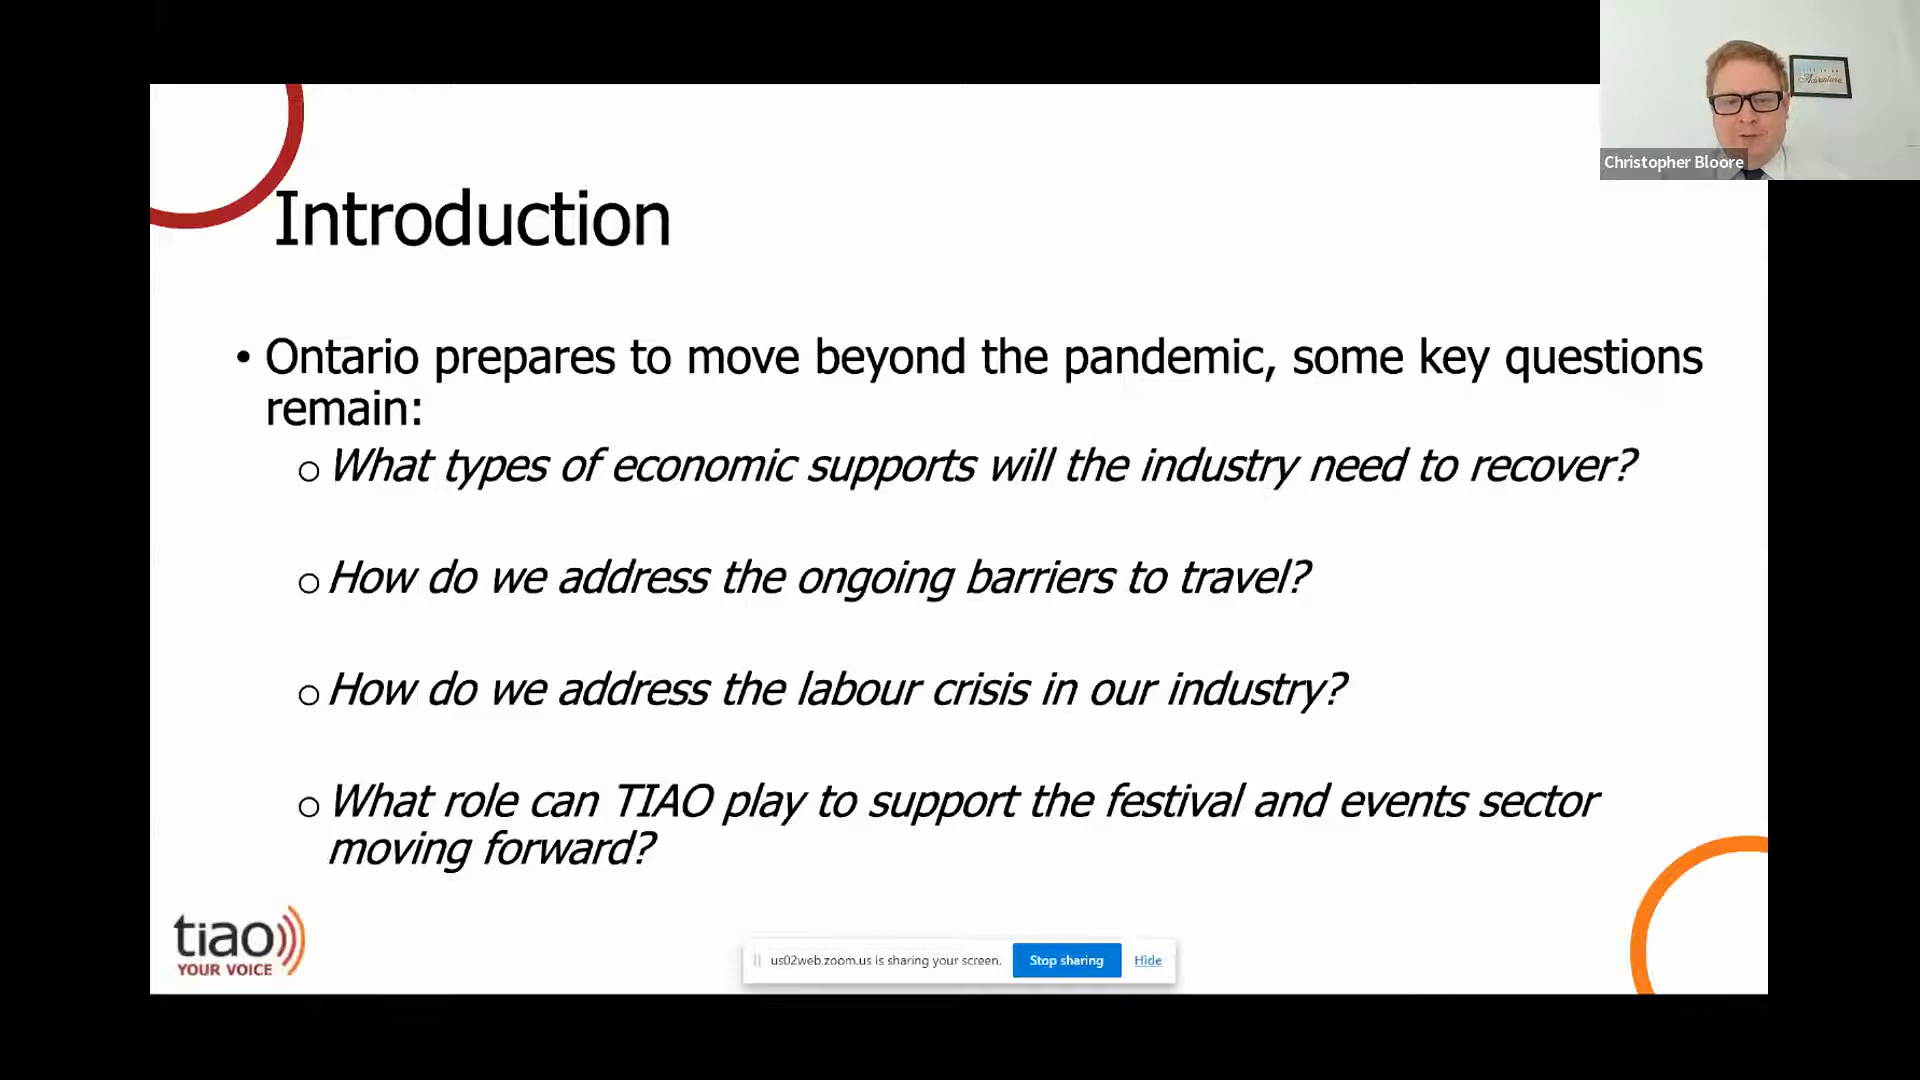 Adventure
Christopher Bloore
Introduction
• Ontario prepares to move beyond the pandemic, some key questions
remain:
o What types of economic supports will the industry need to recover?
o How do we address the ongoing barriers to travel?
o How do we address the labour crisis in our industry?
o What role can TIAO play to support the festival and events sector
moving forward?
tiao
YOUR VOICE
us02web.zoom.us is sharing your screen.
Stop sharing
Hide